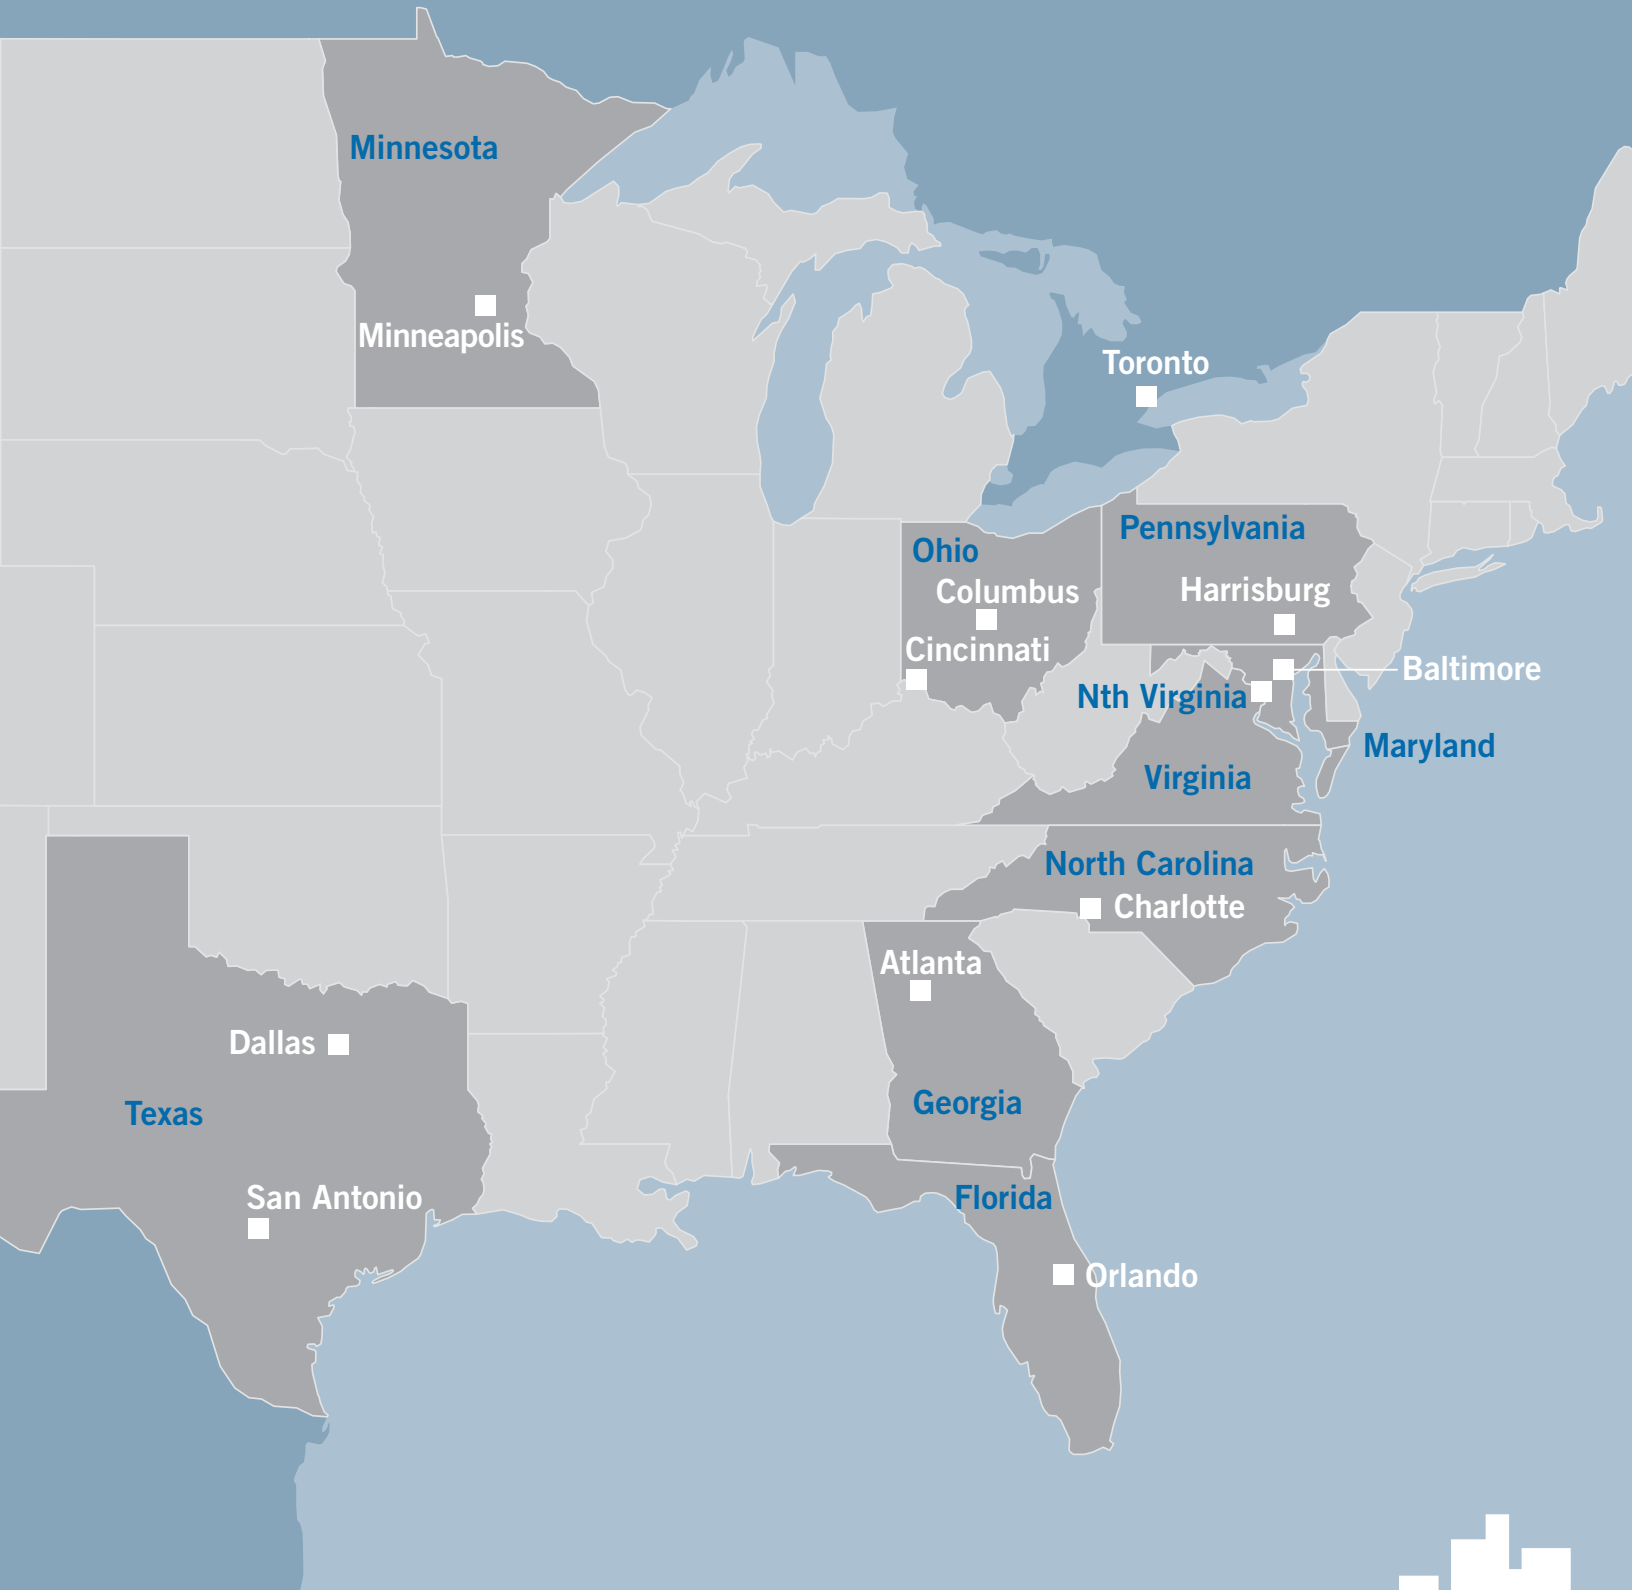 Minnesota
Minneapolis
Toronto
Pennsylvania
Ohio
Columbus
Harrisburg
Cincinnati
Baltimore
Nth Virginia
Maryland
Virginia
North Carolina
Charlotte
Atlanta
Dallas
Georgia
Texas
San Antonio
Florida
Orlando